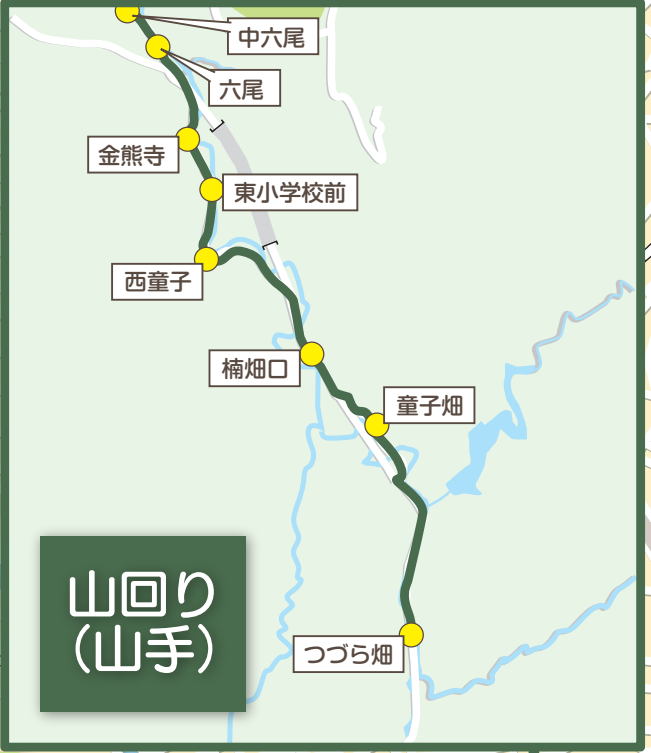 中六尾
六尾
金熊寺
東小学校前
西童子
楠畑口
童子畑
つづら畑
山回り
(山手)